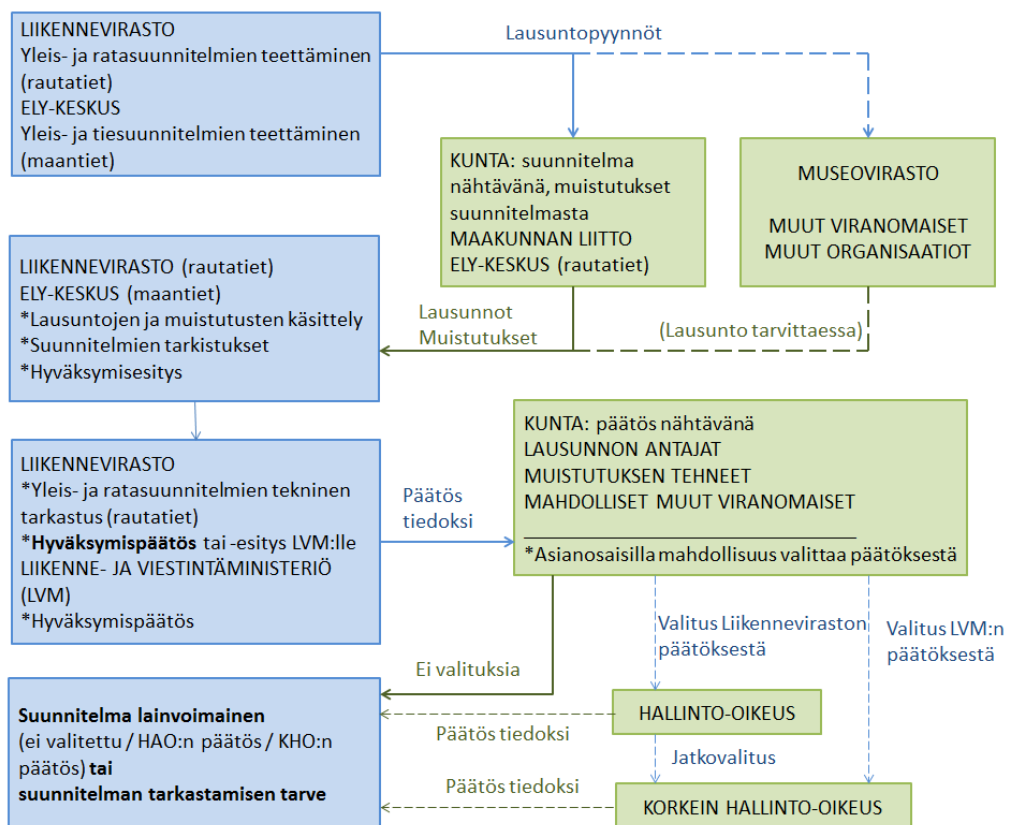 LIIKENNEVIRASTO
Yleis- ja ratasuunnitelmien teettäminen
(rautatiet)
ELY-KESKUS
Yleis- ja tiesuunnitelmien teettäminen
(maantiet)
Lausuntopyynnöt
KUNTA: suunnitelma
nähtävänä, muistutukset
suunnitelmasta
MAAKUNNAN LIITTO
ELY-KESKUS (rautatiet)
MUSEOVIRASTO
MUUT VIRANOMAISET
MUUT ORGANISAATIOT
LIIKENNEVIRASTO (rautatiet)
ELY-KESKUS (maantiet)
*Lausuntojen ja muistutusten käsittely
*Suunnitelmien tarkistukset
*Hyväksymisesitys
Lausunnot
Muistutukset
(Lausunto tarvittaessa)
LIIKENNEVIRASTO
*Yleis- ja ratasuunnitelmien tekninen
tarkastus (rautatiet)
*Hyväksymispäätös tai -esitys LVM:lle
LIIKENNE- JA VIESTINTÄMINISTERIÖ
(LVM)
*Hyväksymispäätös
Päätös
tiedoksi
KUNTA: päätös nähtävänä
LAUSUNNON ANTAJAT
MUISTUTUKSEN TEHNEET
MAHDOLLISET MUUT VIRANOMAISET
*Asianosaisilla mahdollisuus valittaa päätöksestä
Valitus Liikenneviraston
päätöksestä
Valitus LVM:n
päätöksestä
Ei valituksia
Suunnitelma lainvoimainen
(ei valitettu / HAO:n päätös / KHO:n
päätös) tai
suunnitelman tarkastamisen tarve
HALLINTO-OIKEUS
Päätös tiedoksi
Jatkovalitus
Päätös tiedoksi
KORKEIN HALLINTO-OIKEUS